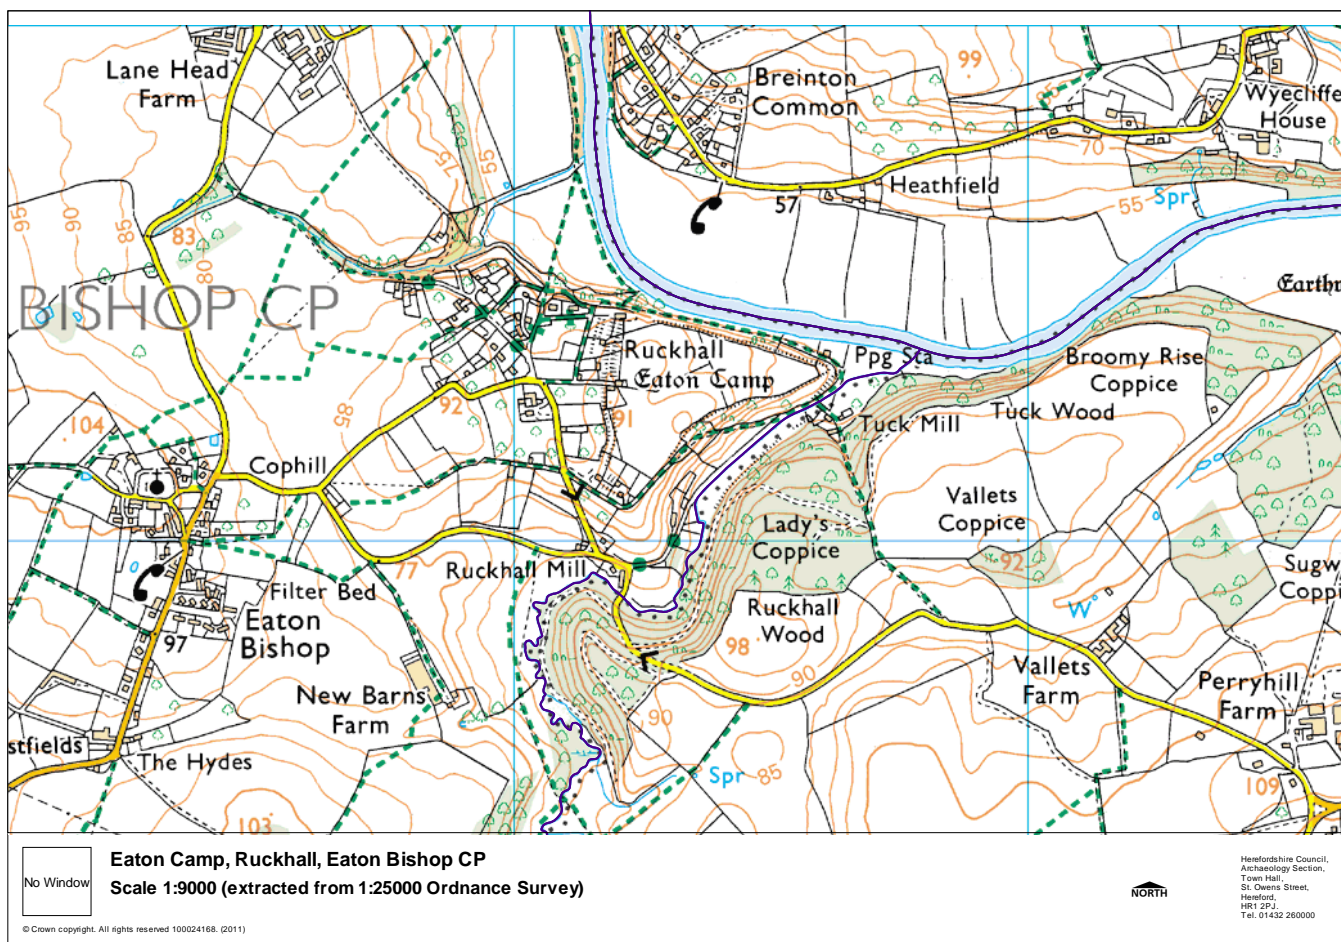 Lane Head
Farm
Breinton
Common
99
Wyecliffe
House
70
55
75
95
90
85
83
80
Heathfield
57
55
Spr
BISHOP CP
Earthw
Ruckhall
Eaton Camp
Ppg Sta
Broomy Rise
Coppice
92
85
91
Tuck Mill
Tuck Wood
104
Cophill
Vallets
Coppice
Lady's
Coppice
92
77
Ruckhall Mill
Filter Bed
Sugw
Coppi
W
Ruckhall
Wood
Eaton
Bishop
97
98
90
Vallets
Farm
Perryhill
Farm
New Barns
Farm
90
stfields
The Hydes
Spr
85
109
103
No Window
Eaton Camp, Ruckhall, Eaton Bishop CP
Scale 1:9000 (extracted from 1:25000 Ordnance Survey)
© Crown copyright. All rights reserved 100024168. (2011)
NORTH
Herefordshire Council,
Archaeology Section,
Town Hall,
St. Owens Street,
Hereford,
HR1 2PJ.
Tel. 01432 260000